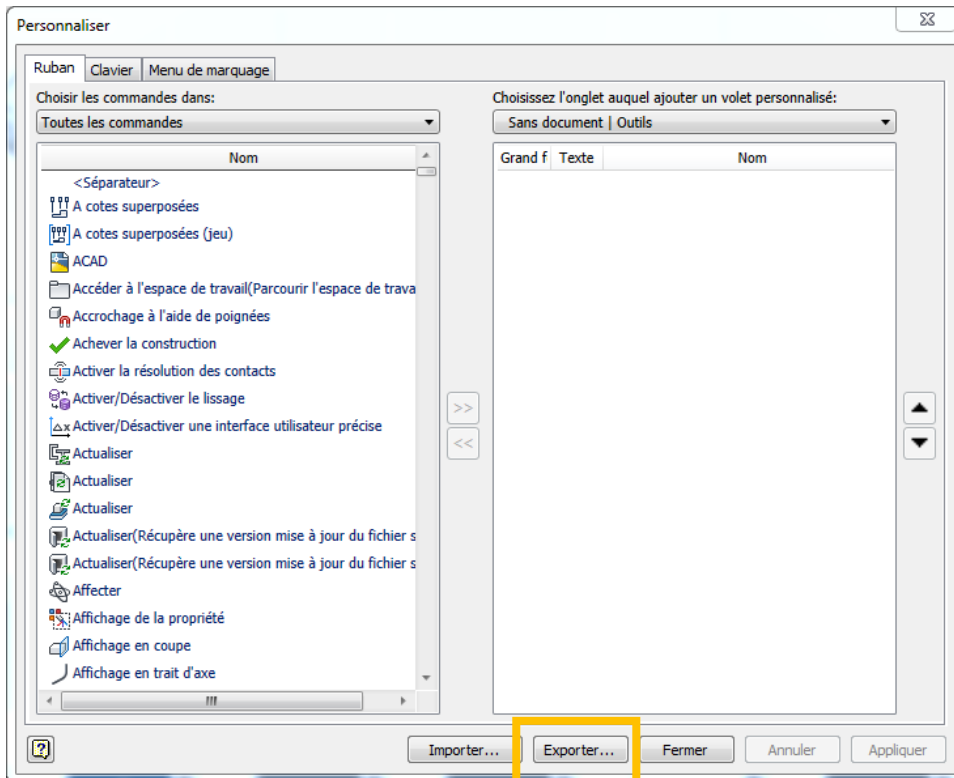 Personnaliser
Ruban Clavier Menu de marquage
Choisir les commandes dans:
Toutes les commandes
Nom
<Séparateur>
A cotes superposées
A cotes superposées (jeu)
ACAD
Accéder à l'espace de travail(Parcourir l'espace de trava
Accrochage à l'aide de poignées
Achever la construction
Activer la résolution des contacts
Activer/Désactiver le lissage
Activer/Désactiver une interface utilisateur précise
Actualiser
Actualiser
Actualiser
Actualiser(Récupère une version mise à jour du fichier s
Actualiser(Récupère une version mise à jour du fichier s
Affecter
Affichage de la propriété
Affichage en coupe
Affichage en trait d'axe
>>
<<
Choisissez l'onglet auquel ajouter un volet personnalisé:
Sans document | Outils
Grand f Texte Nom
Importer... Exporter... Fermer Annuler Appliquer